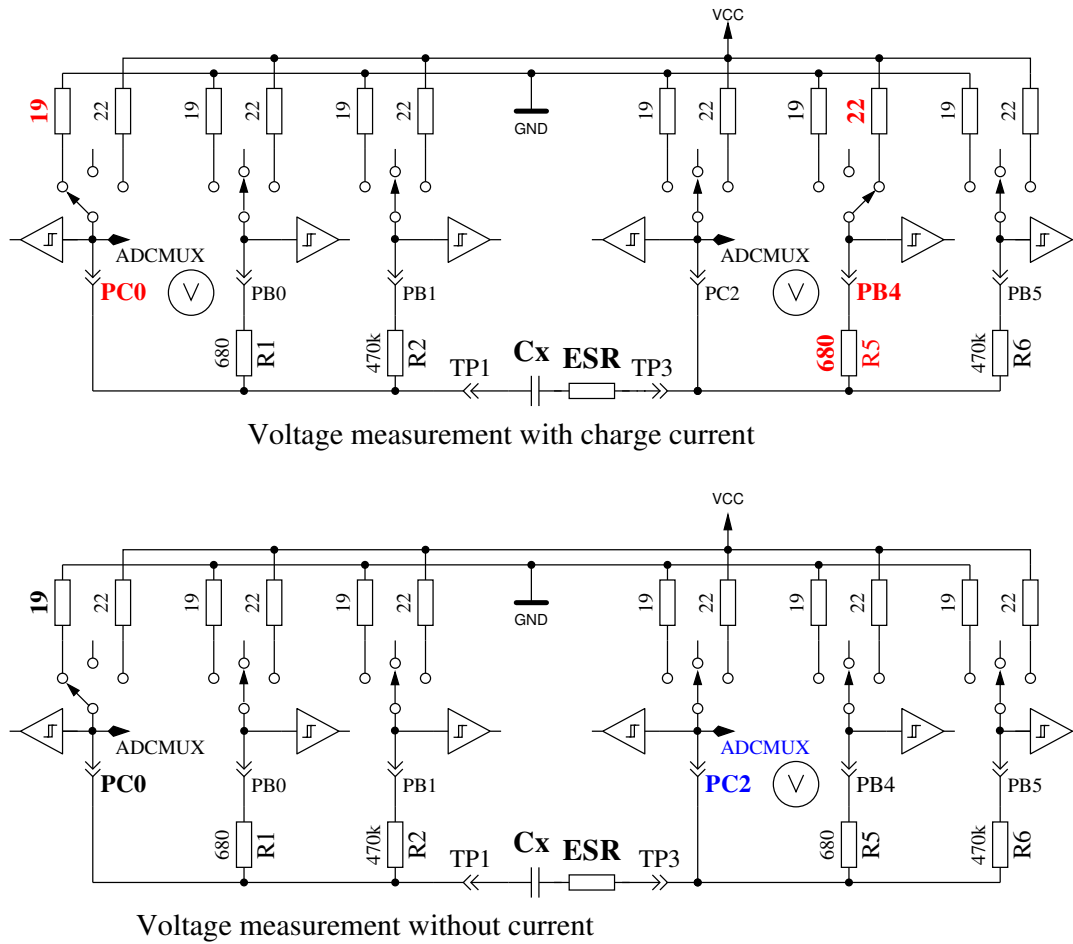 VCC
19 22 19 22 19 22 19 22 19 22 19 22
GND
ADCMUX ADCMUX
PC0 V PB0 PB1 PC2 V PB4 PB5
680 R1 470k R2 680 R5 470k R6
TP1 Cx ESR TP3
Voltage measurement with charge current
VCC
19 22 19 22 19 22 19 22 19 22 19 22
GND
ADCMUX ADCMUX
PC0 PB0 PB1 PC2 V PB4 PB5
680 R1 470k R2 680 R5 470k R6
TP1 Cx ESR TP3
Voltage measurement without current